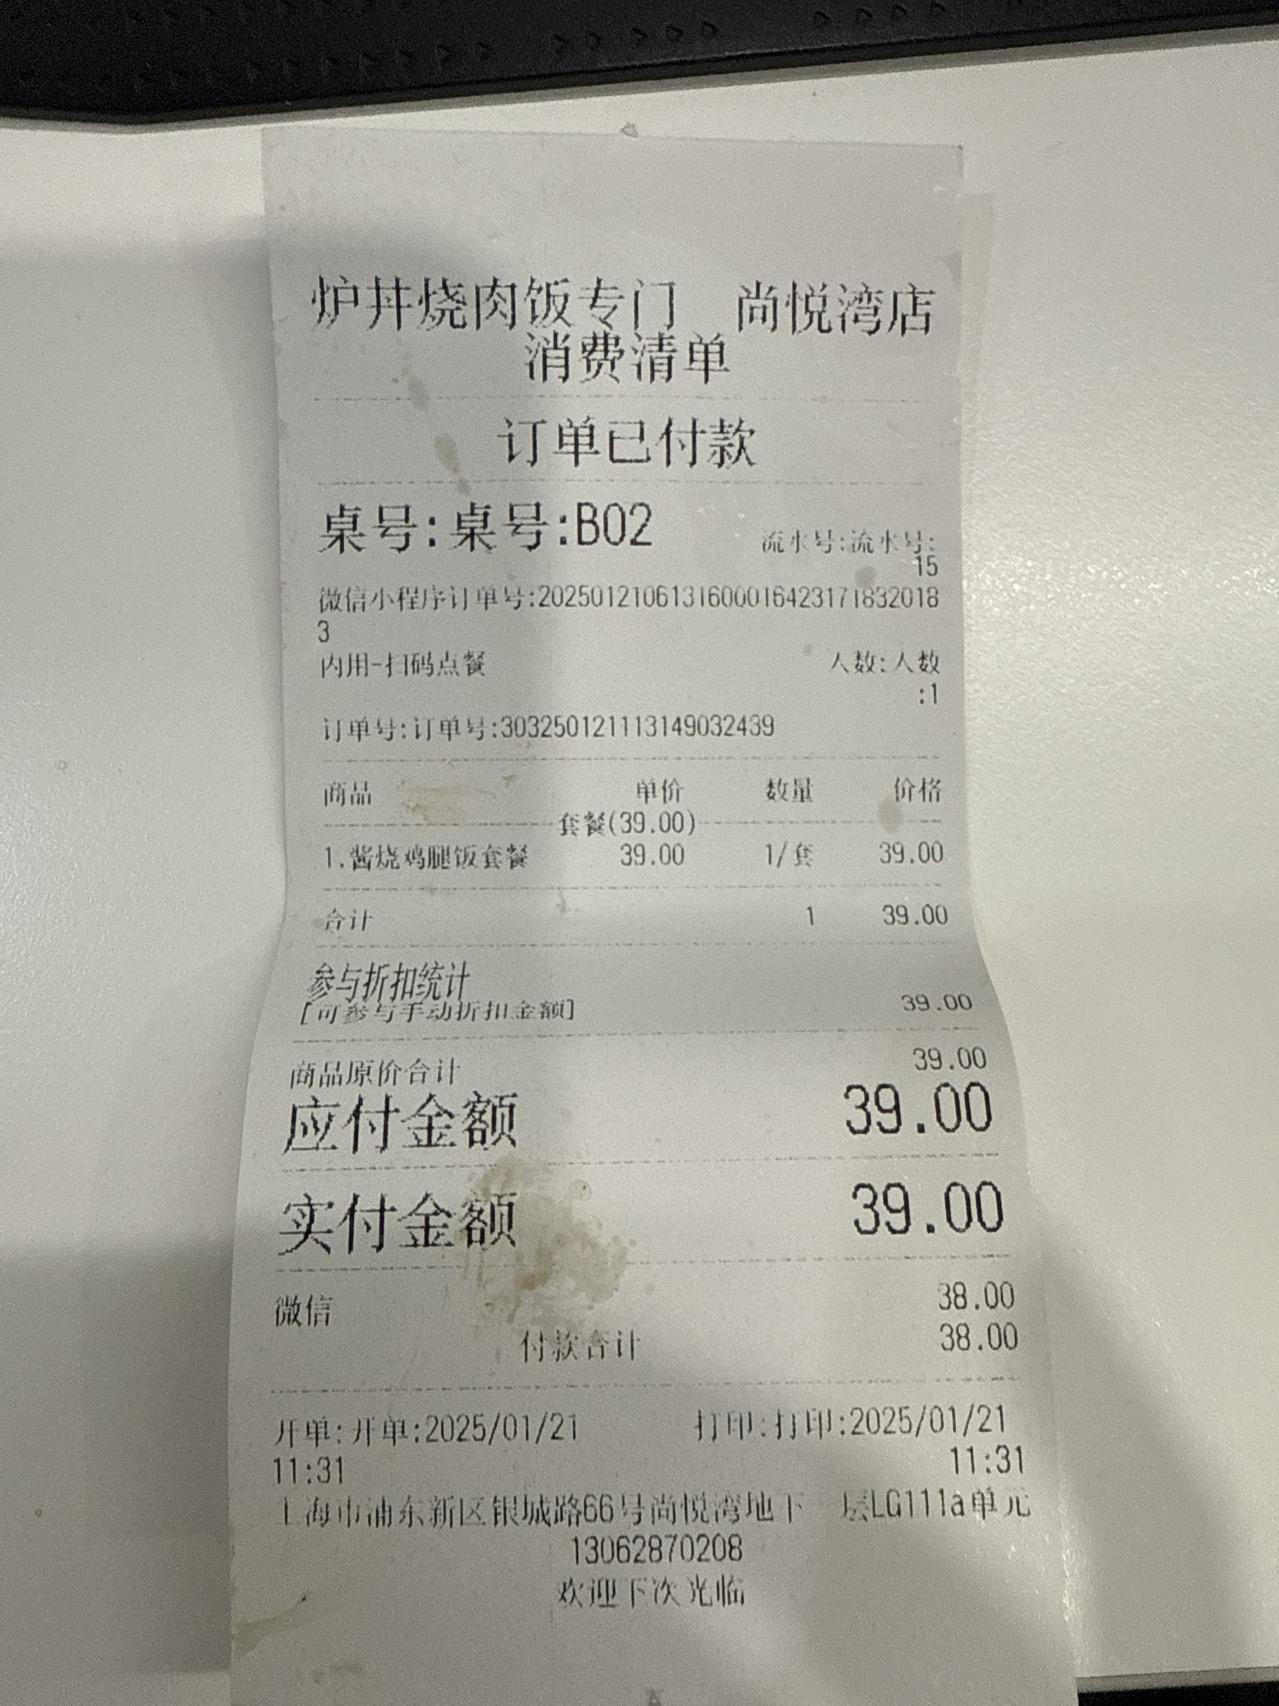 炉丼烧肉饭专门 尚悦湾店
消费清单
订单已付款
桌号:桌号:B02 流水号:流水号:
15
微信小程序订单号:2025012106131600016423171832018
3
内用-扫码点餐 人数:人数
:1
订单号:订单号:303250121113149032439
商品 单价 数量 价格
套餐(39.00)
1.酱烧鸡腿饭套餐 39.00 1/套 39.00
合计 1 39.00
参与折扣统计
[可参与手动折扣金额] 39.00
商品原价合计 39.00
应付金额 39.00
实付金额 39.00
微信 38.00
付款合计 38.00
开单:开单:2025/01/21 打印:打印:2025/01/21
11:31 11:31
上海市浦东新区银城路66号尚悦湾地下一层LG111a单元
13062870208
欢迎下次光临